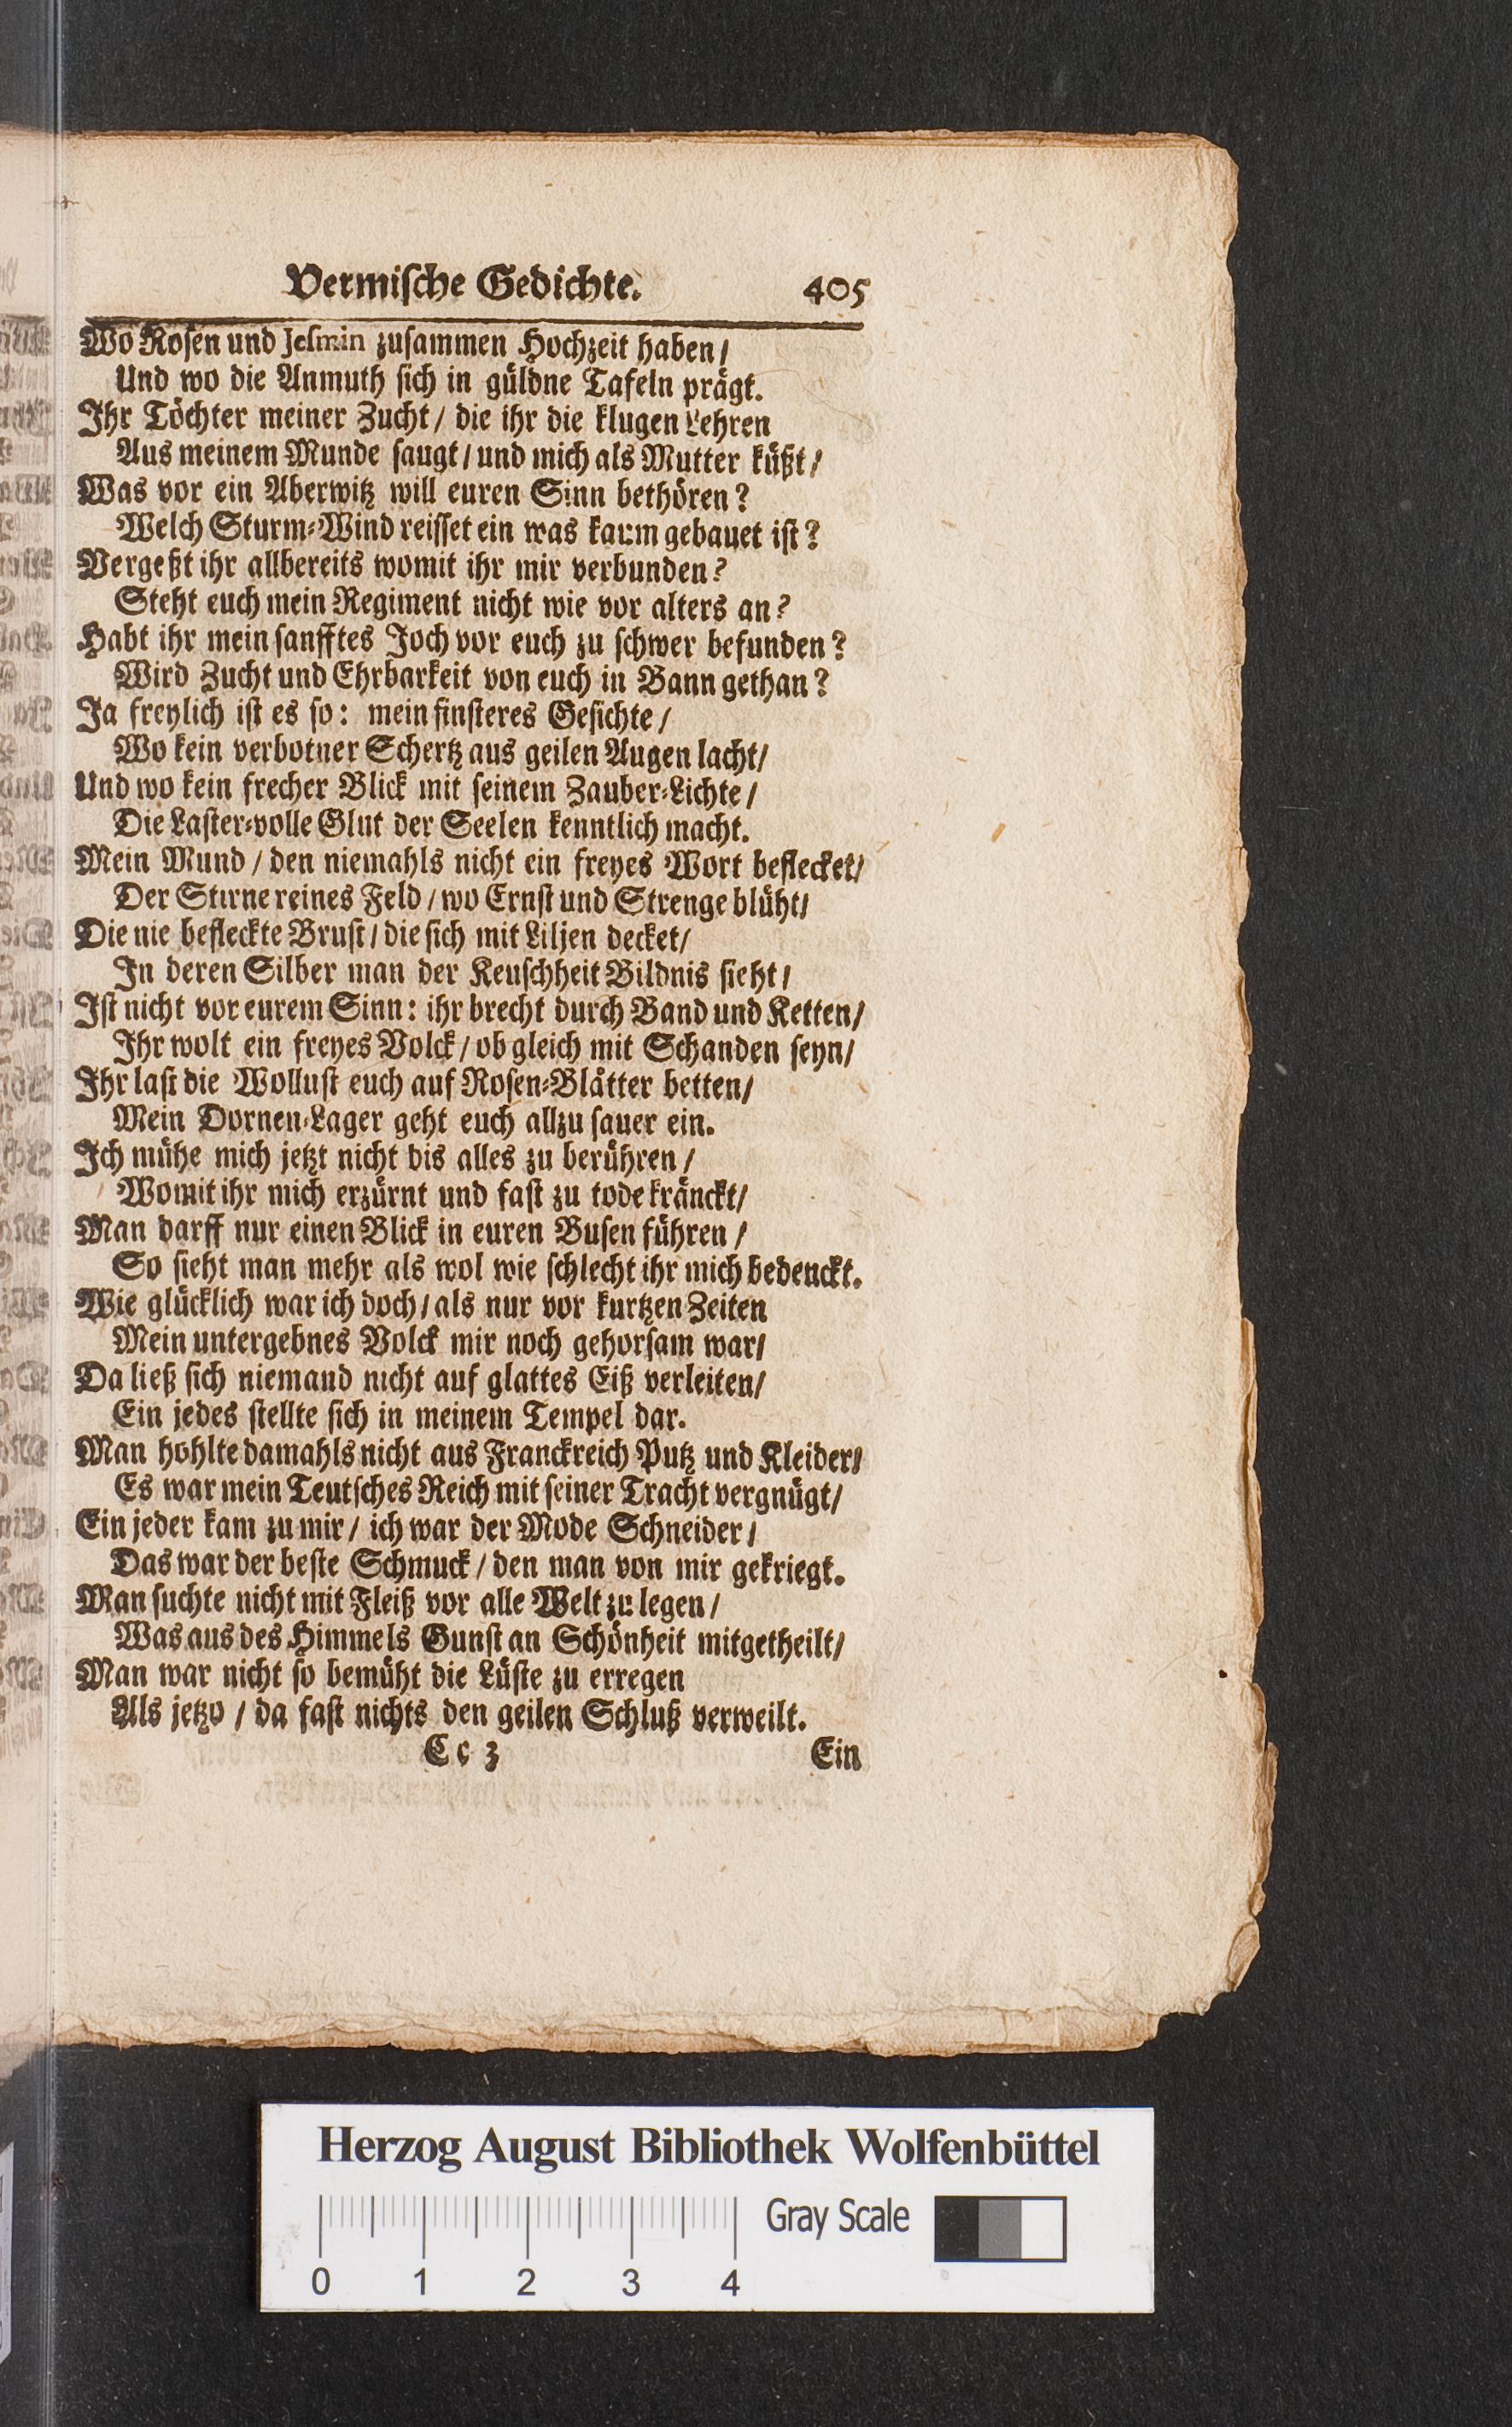 Vermiſche Gedichte. 405
Wo Roſen und Jeſmin zuſammen Hochzeit haben/
Und wo die Anmuth ſich in güldne Tafeln prägt.
Ihr Töchter meiner Zucht/ die ihr die klugen Lehren
Aus meinem Munde ſaugt/ und mich als Mutter küßt/
Was vor ein Aberwitz will euren Sinn bethören?
Welch Sturm-Wind reiſſet ein was kaum gebauet iſt?
Vergeßt ihr allbereits womit ihr mir verbunden?
Steht euch mein Regiment nicht wie vor alters an?
Habt ihr mein ſanfftes Joch vor euch zu ſchwer befunden?
Wird Zucht und Ehrbarkeit von euch in Bann gethan?
Ja freylich iſt es ſo: mein finſteres Geſichte/
Wo kein verbotner Schertz aus geilen Augen lacht/
Und wo kein frecher Blick mit ſeinem Zauber-Lichte/
Die Laſter-volle Glut der Seelen kenntlich macht.
Mein Mund/ den niemahls nicht ein freyes Wort beflecket/
Der Stirne reines Feld/ wo Ernſt und Strenge blüht/
Die nie befleckte Bruſt/ die ſich mit Liljen decket/
In deren Silber man der Keuſchheit Bildnis ſieht/
Iſt nicht vor eurem Sinn: ihr brecht durch Band und Ketten/
Ihr wolt ein freyes Volck/ ob gleich mit Schanden ſeyn/
Ihr laſt die Wolluſt euch auf Roſen-Blätter betten/
Mein Dornen-Lager geht euch allzu ſauer ein.
Ich mühe mich jetzt nicht dis alles zu berühren/
Womit ihr mich erzürnt und faſt zu tode kränckt/
Man darff nur einen Blick in euren Buſen führen/
So ſieht man mehr als wol wie ſchlecht ihr mich bedenckt.
Wie glücklich war ich doch/ als nur vor kurtzen Zeiten
Mein untergebnes Volck mir noch gehorſam war/
Da ließ ſich niemand nicht auf glattes Eiß verleiten/
Ein jedes ſtellte ſich in meinem Tempel dar.
Man hohlte damahls nicht aus Franckreich Putz und Kleider/
Es war mein Teutſches Reich mit ſeiner Tracht vergnügt/
Ein jeder kam zu mir/ ich war der Mode Schneider/
Das war der beſte Schmuck/ den man von mir gekriegt.
Man ſuchte nicht mit Fleiß vor alle Welt zu legen/
Was aus des Himmels Gunſt an Schönheit mitgetheilt/
Man war nicht ſo bemüht die Lüſte zu erregen
Als jetzo/ da faſt nichts den geilen Schluß verweilt.
Cc 3 Ein
Herzog August Bibliothek Wolfenbüttel
Gray Scale
0 1 2 3 4